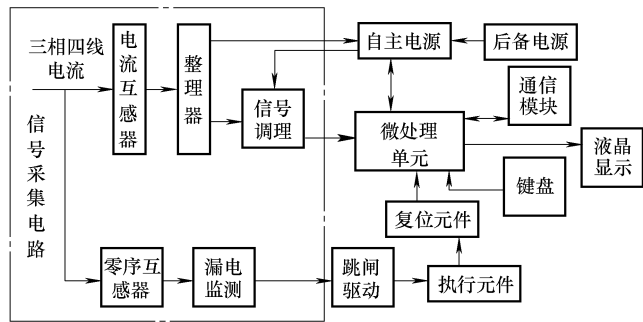 三相四线
电流
电流互感器
整理器
自主电源
后备电源
信号
调理
微处理
单元
通信
模块
液晶
显示
键盘
信号采集电路
复位元件
零序互
感器
漏电
监测
跳闸
驱动
执行元件